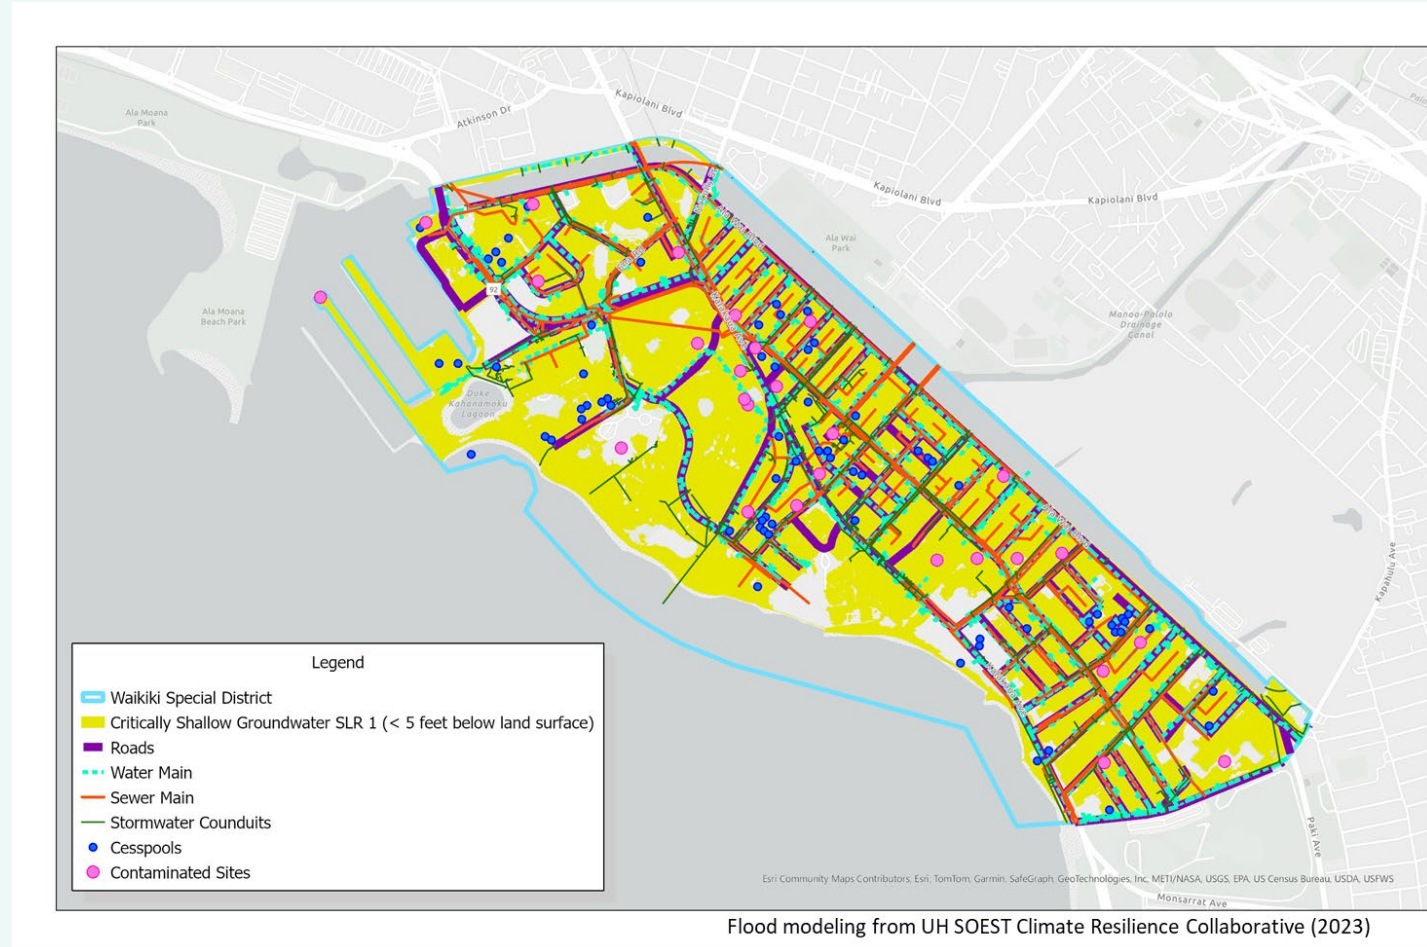 Kapiolani Blvd
Atkinson Dr
Ala Moana
Park
Kapiolani Blvd
Kapiolani Blvd
Ala Wai
Park
92
Ala Moana
Beach Park
Manoa-Palolo
Drainage
Canal
Duke
Kahanamoku
Lagoon
Kapahulu Ave
Legend
Waikiki Special District
Critically Shallow Groundwater SLR 1 (< 5 feet below land surface)
Roads
Water Main
Sewer Main
Stormwater Counduits
Cesspools
Contaminated Sites
Paki Ave
Esri Community Maps Contributors, Esri, TomTom, Garmin, SafeGraph, GeoTechnologies, Inc, METI/NASA, USGS, EPA, US Census Bureau, USDA, USFWS
Monsarrat Ave
Flood modeling from UH SOEST Climate Resilience Collaborative (2023)